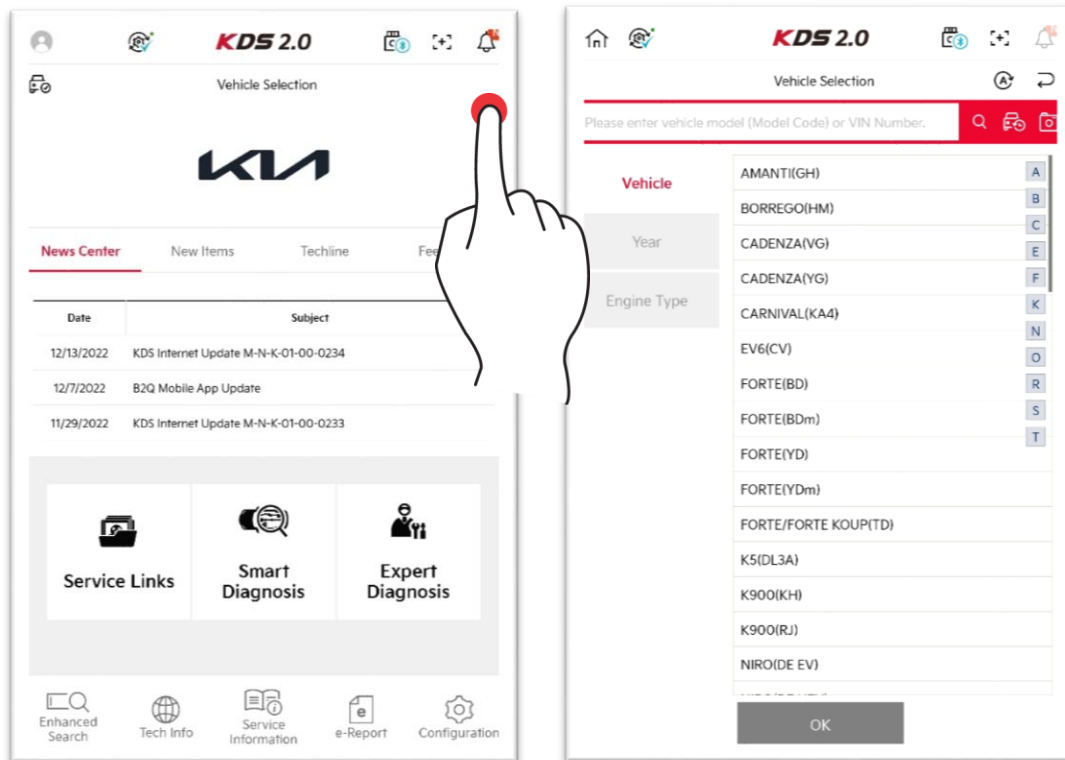 KDS 2.0
Vehicle Selection
KIA
News Center New Items Techline Fee
Date Subject
12/13/2022 KDS Internet Update M-N-K-01-00-0234
12/7/2022 B2Q Mobile App Update
11/29/2022 KDS Internet Update M-N-K-01-00-0233
Service Links
Smart
Diagnosis
Expert
Diagnosis
Enhanced
Search
Tech Info
Service
Information
e-Report
Configuration
KDS 2.0
Vehicle Selection
Please enter vehicle model (Model Code) or VIN Number.
Vehicle
Year
Engine Type
AMANTI(GH)
BORREGO(HM)
CADENZA(VG)
CADENZA(YG)
CARNIVAL(KA4)
EV6(CV)
FORTE(BD)
FORTE(BDm)
FORTE(YD)
FORTE(YDm)
FORTE/FORTE KOUP(TD)
K5(DL3A)
K900(KH)
K900(RJ)
NIRO(DE EV)
A
B
C
E
F
K
N
O
R
S
T
OK